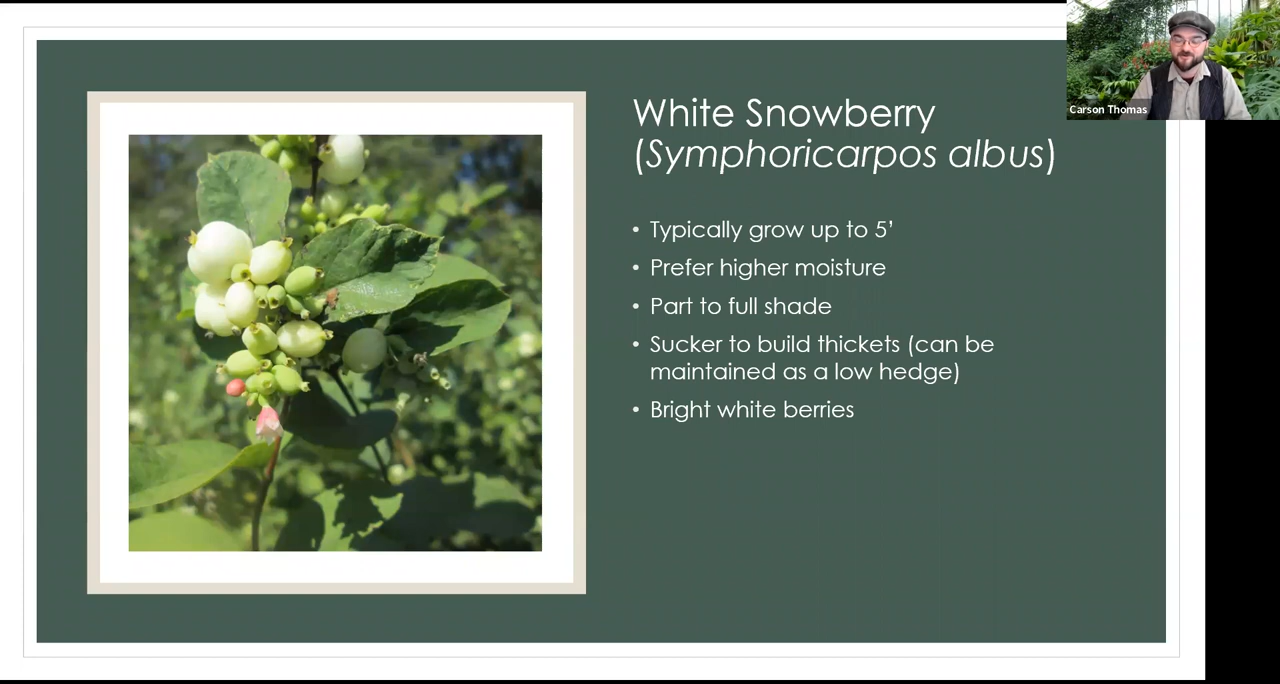 White Snowberry
(Symphoricarpos albus)
• Typically grow up to 5’
• Prefer higher moisture
• Part to full shade
• Sucker to build thickets (can be
maintained as a low hedge)
• Bright white berries
Carson Thomas